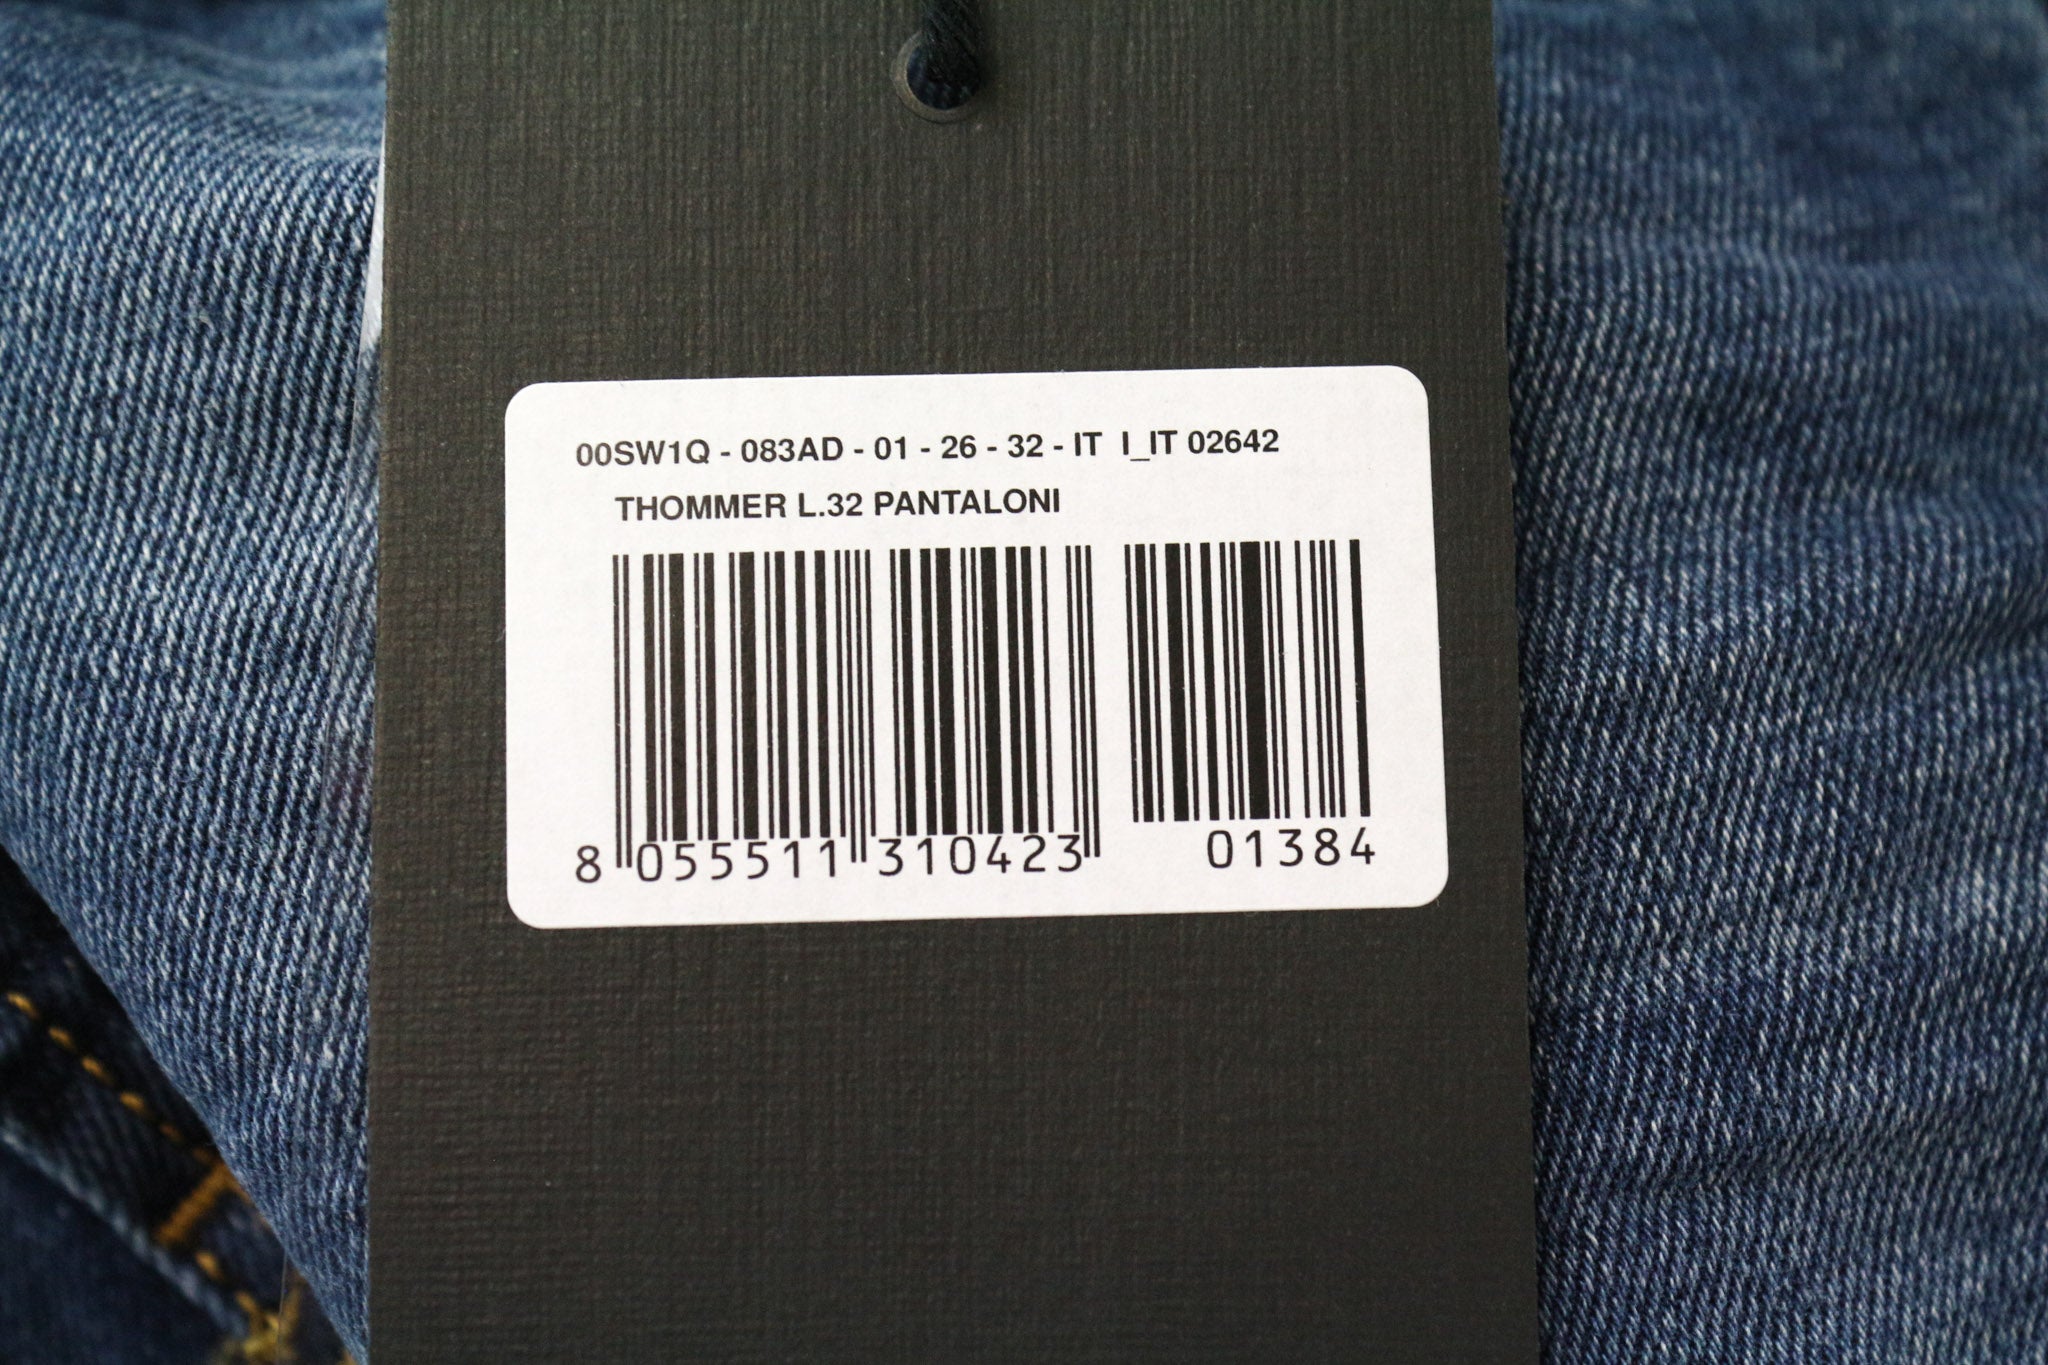 00SW1Q - 083AD - 01 - 26 - 32 - IT I_IT 02642
THOMMER L.32 PANTALONI
8 055511 310423 01384